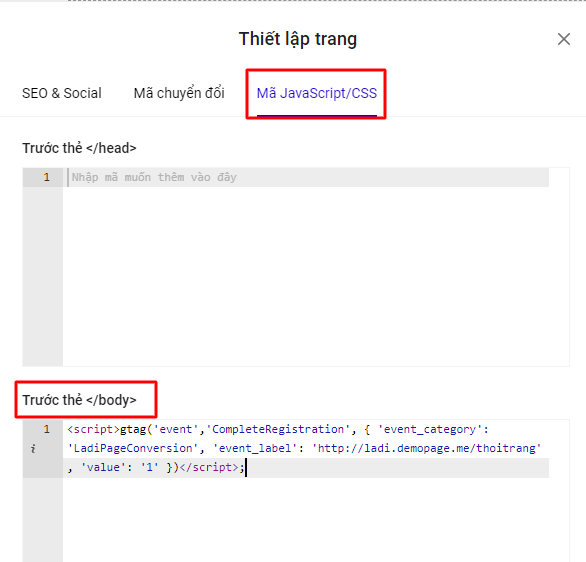 Thiết lập trang
SEO & Social Mã chuyển đổi Mã JavaScript/CSS
Trước thẻ </head>
1 Nhập mã muốn thêm vào đây
Trước thẻ </body>
1 <script>gtag('event','CompleteRegistration', { 'event_category':
i 'LadiPageConversion', 'event_label': 'http://ladi.demopage.me/thoitrang'
, 'value': '1' })</script>;